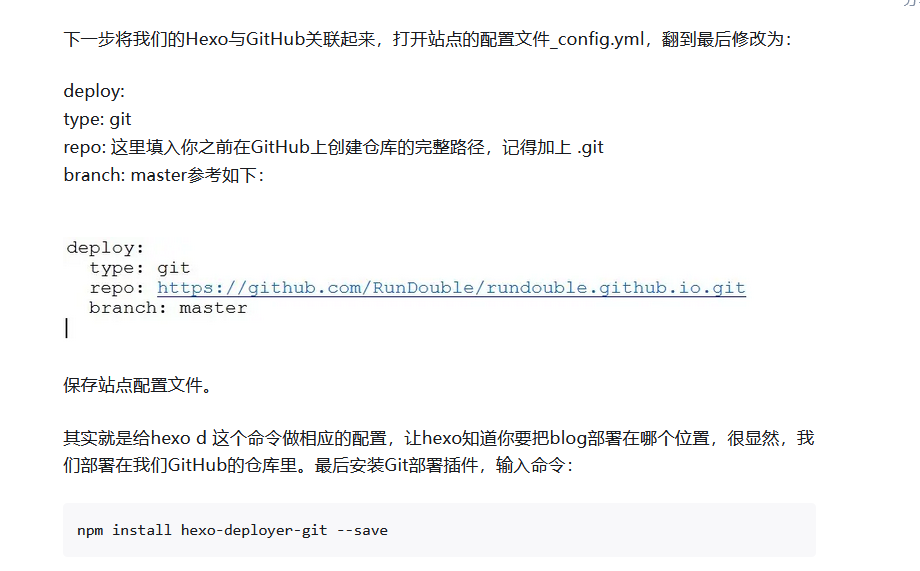 下一步将我们的Hexo与GitHub关联起来，打开站点的配置文件_config.yml，翻到最后修改为：
deploy:
type: git
repo: 这里填入你之前在GitHub上创建仓库的完整路径，记得加上 .git
branch: master参考如下：
deploy:
type: git
repo: https://github.com/RunDouble/rundouble.github.io.git
branch: master
保存站点配置文件。
其实就是给hexo d 这个命令做相应的配置，让hexo知道你要把blog部署在哪个位置，很显然，我
们部署在我们GitHub的仓库里。最后安装Git部署插件，输入命令：
npm install hexo-deployer-git --save